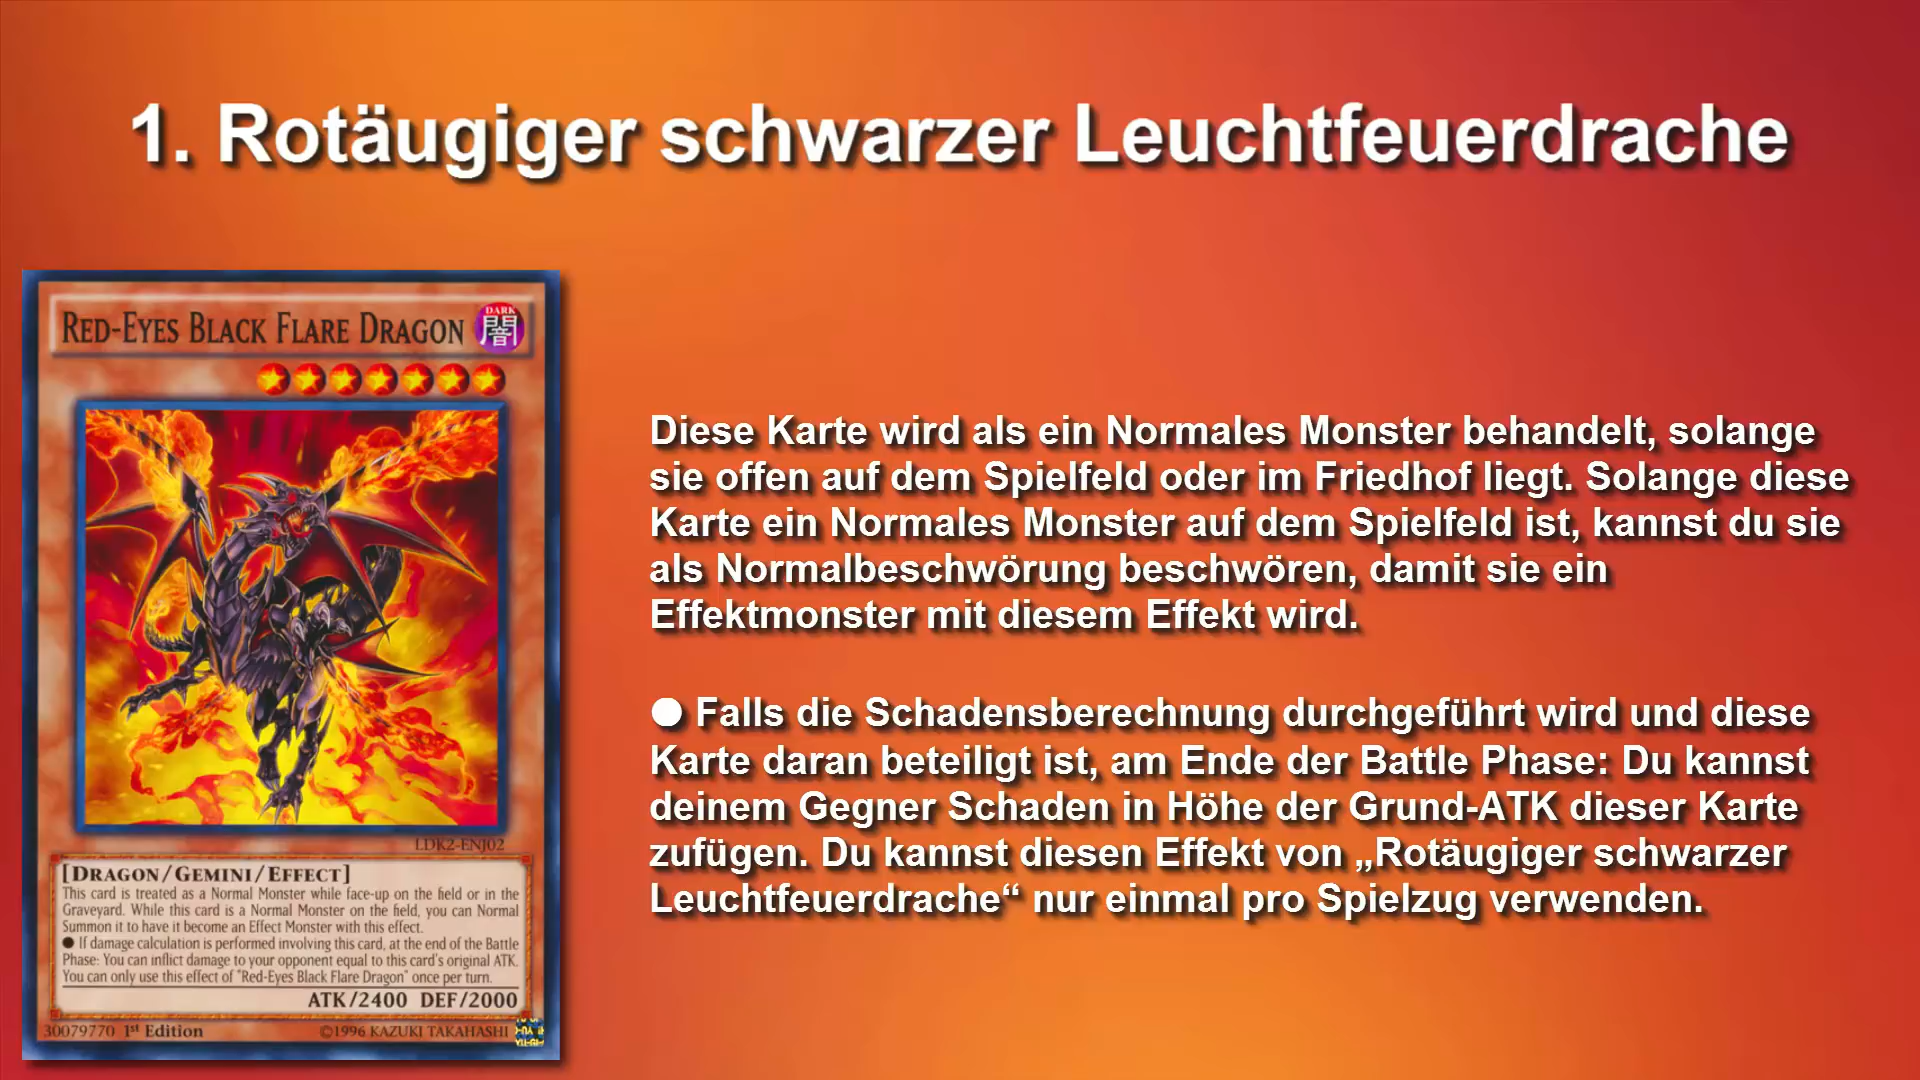 1. Rotäugiger schwarzer Leuchtfeuerdrache
RED-EYES BLACK FLARE DRAGON
DARK
闇
LDK2-ENJ02
[DRAGON/GEMINI/EFFECT]
This card is treated as a Normal Monster while face-up on the field or in the
Graveyard. While this card is a Normal Monster on the field, you can Normal
Summon it to have it become an Effect Monster with this effect.
● If damage calculation is performed involving this card, at the end of the Battle
Phase: You can inflict damage to your opponent equal to this card's original ATK.
You can only use this effect of "Red-Eyes Black Flare Dragon" once per turn.
ATK/2400 DEF/2000
30079770 1st Edition ©1996 KAZUKI TAKAHASHI
Diese Karte wird als ein Normales Monster behandelt, solange
sie offen auf dem Spielfeld oder im Friedhof liegt. Solange diese
Karte ein Normales Monster auf dem Spielfeld ist, kannst du sie
als Normalbeschwörung beschwören, damit sie ein
Effektmonster mit diesem Effekt wird.
● Falls die Schadensberechnung durchgeführt wird und diese
Karte daran beteiligt ist, am Ende der Battle Phase: Du kannst
deinem Gegner Schaden in Höhe der Grund-ATK dieser Karte
zufügen. Du kannst diesen Effekt von „Rotäugiger schwarzer
Leuchtfeuerdrache“ nur einmal pro Spielzug verwenden.